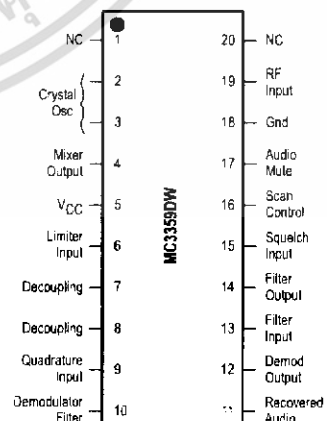 NC 1 20 NC
Crystal Osc 2 19 RF Input
3 18 Gnd
Mixer Output 4 17 Audio Mute
VCC 5 16 Scan Control
Limiter Input 6 15 Squelch Input
Decoupling 7 14 Filter Output
Decoupling 8 13 Filter Input
Quadrature Input 9 12 Demod Output
Demodulator Filter 10 11 Recovered Audio
MC3359DW